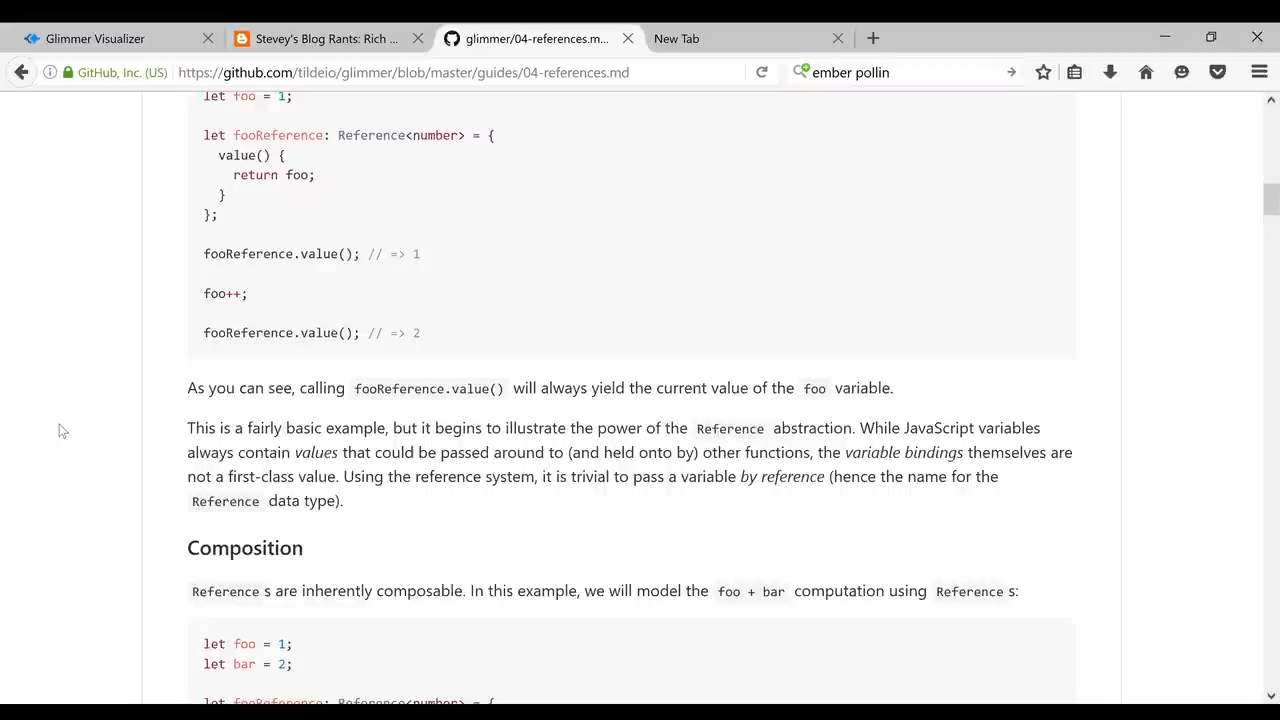 Glimmer Visualizer
Stevey's Blog Rants: Rich ...
glimmer/04-references.m...
New Tab
GitHub, Inc. (US)
https://github.com/tildeio/glimmer/blob/master/guides/04-references.md
ember pollin
let foo = 1;
let fooReference: Reference<number> = {
value() {
return foo;
}
};
fooReference.value(); // => 1
foo++;
fooReference.value(); // => 2
As you can see, calling fooReference.value() will always yield the current value of the foo variable.
This is a fairly basic example, but it begins to illustrate the power of the Reference abstraction. While JavaScript variables
always contain values that could be passed around to (and held onto by) other functions, the variable bindings themselves are
not a first-class value. Using the reference system, it is trivial to pass a variable by reference (hence the name for the
Reference data type).
Composition
Reference s are inherently composable. In this example, we will model the foo + bar computation using Reference s:
let foo = 1;
let bar = 2;
let fooReference: Reference<number> = {